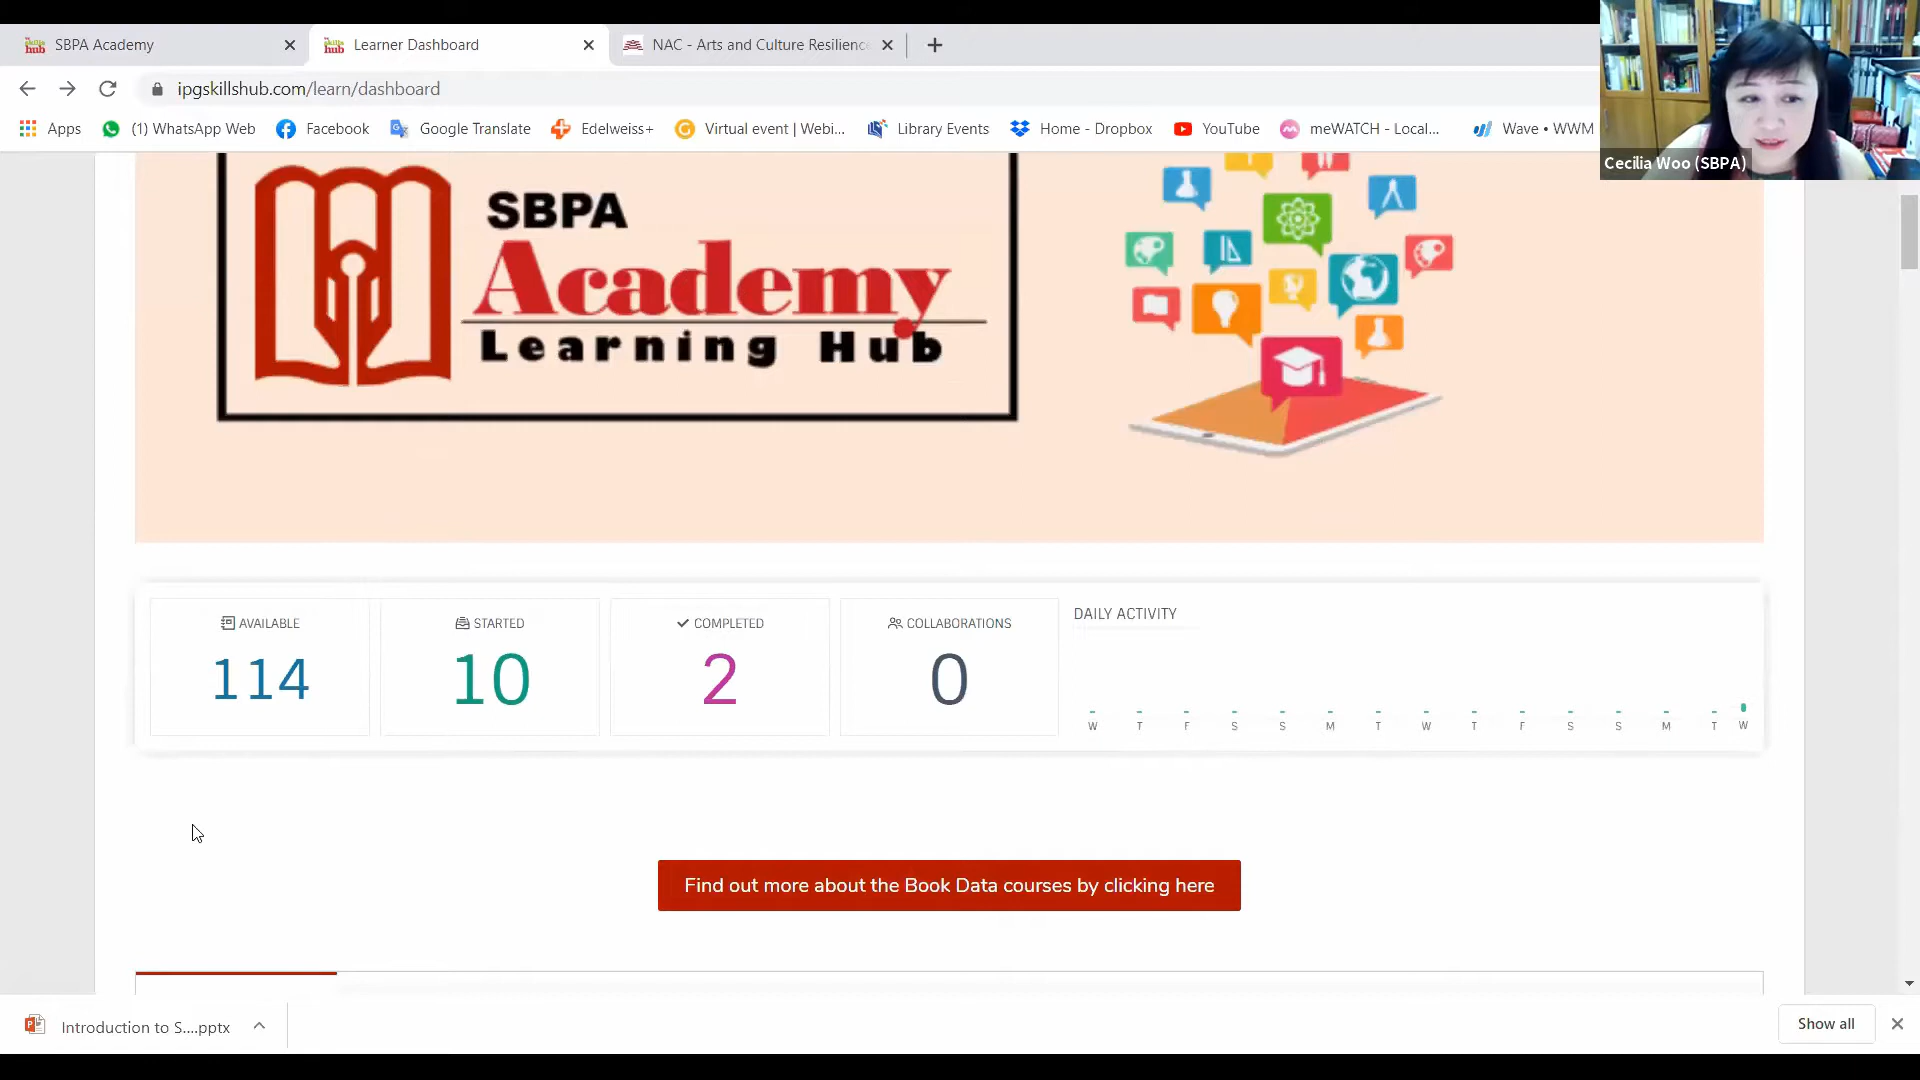 SBPA Academy
Learner Dashboard
NAC - Arts and Culture Resilience
ipgskillshub.com/learn/dashboard
Apps
(1) WhatsApp Web
Facebook
Google Translate
Edelweiss+
Virtual event | Webi...
Library Events
Home - Dropbox
YouTube
meWATCH - Local...
Wave • WWM
Cecilia Woo (SBPA)
SBPA
Academy
Learning Hub
AVAILABLE
114
STARTED
10
COMPLETED
2
COLLABORATIONS
0
DAILY ACTIVITY
W T F S S M T W T F S S M T W
Find out more about the Book Data courses by clicking here
Introduction to S....pptx
Show all